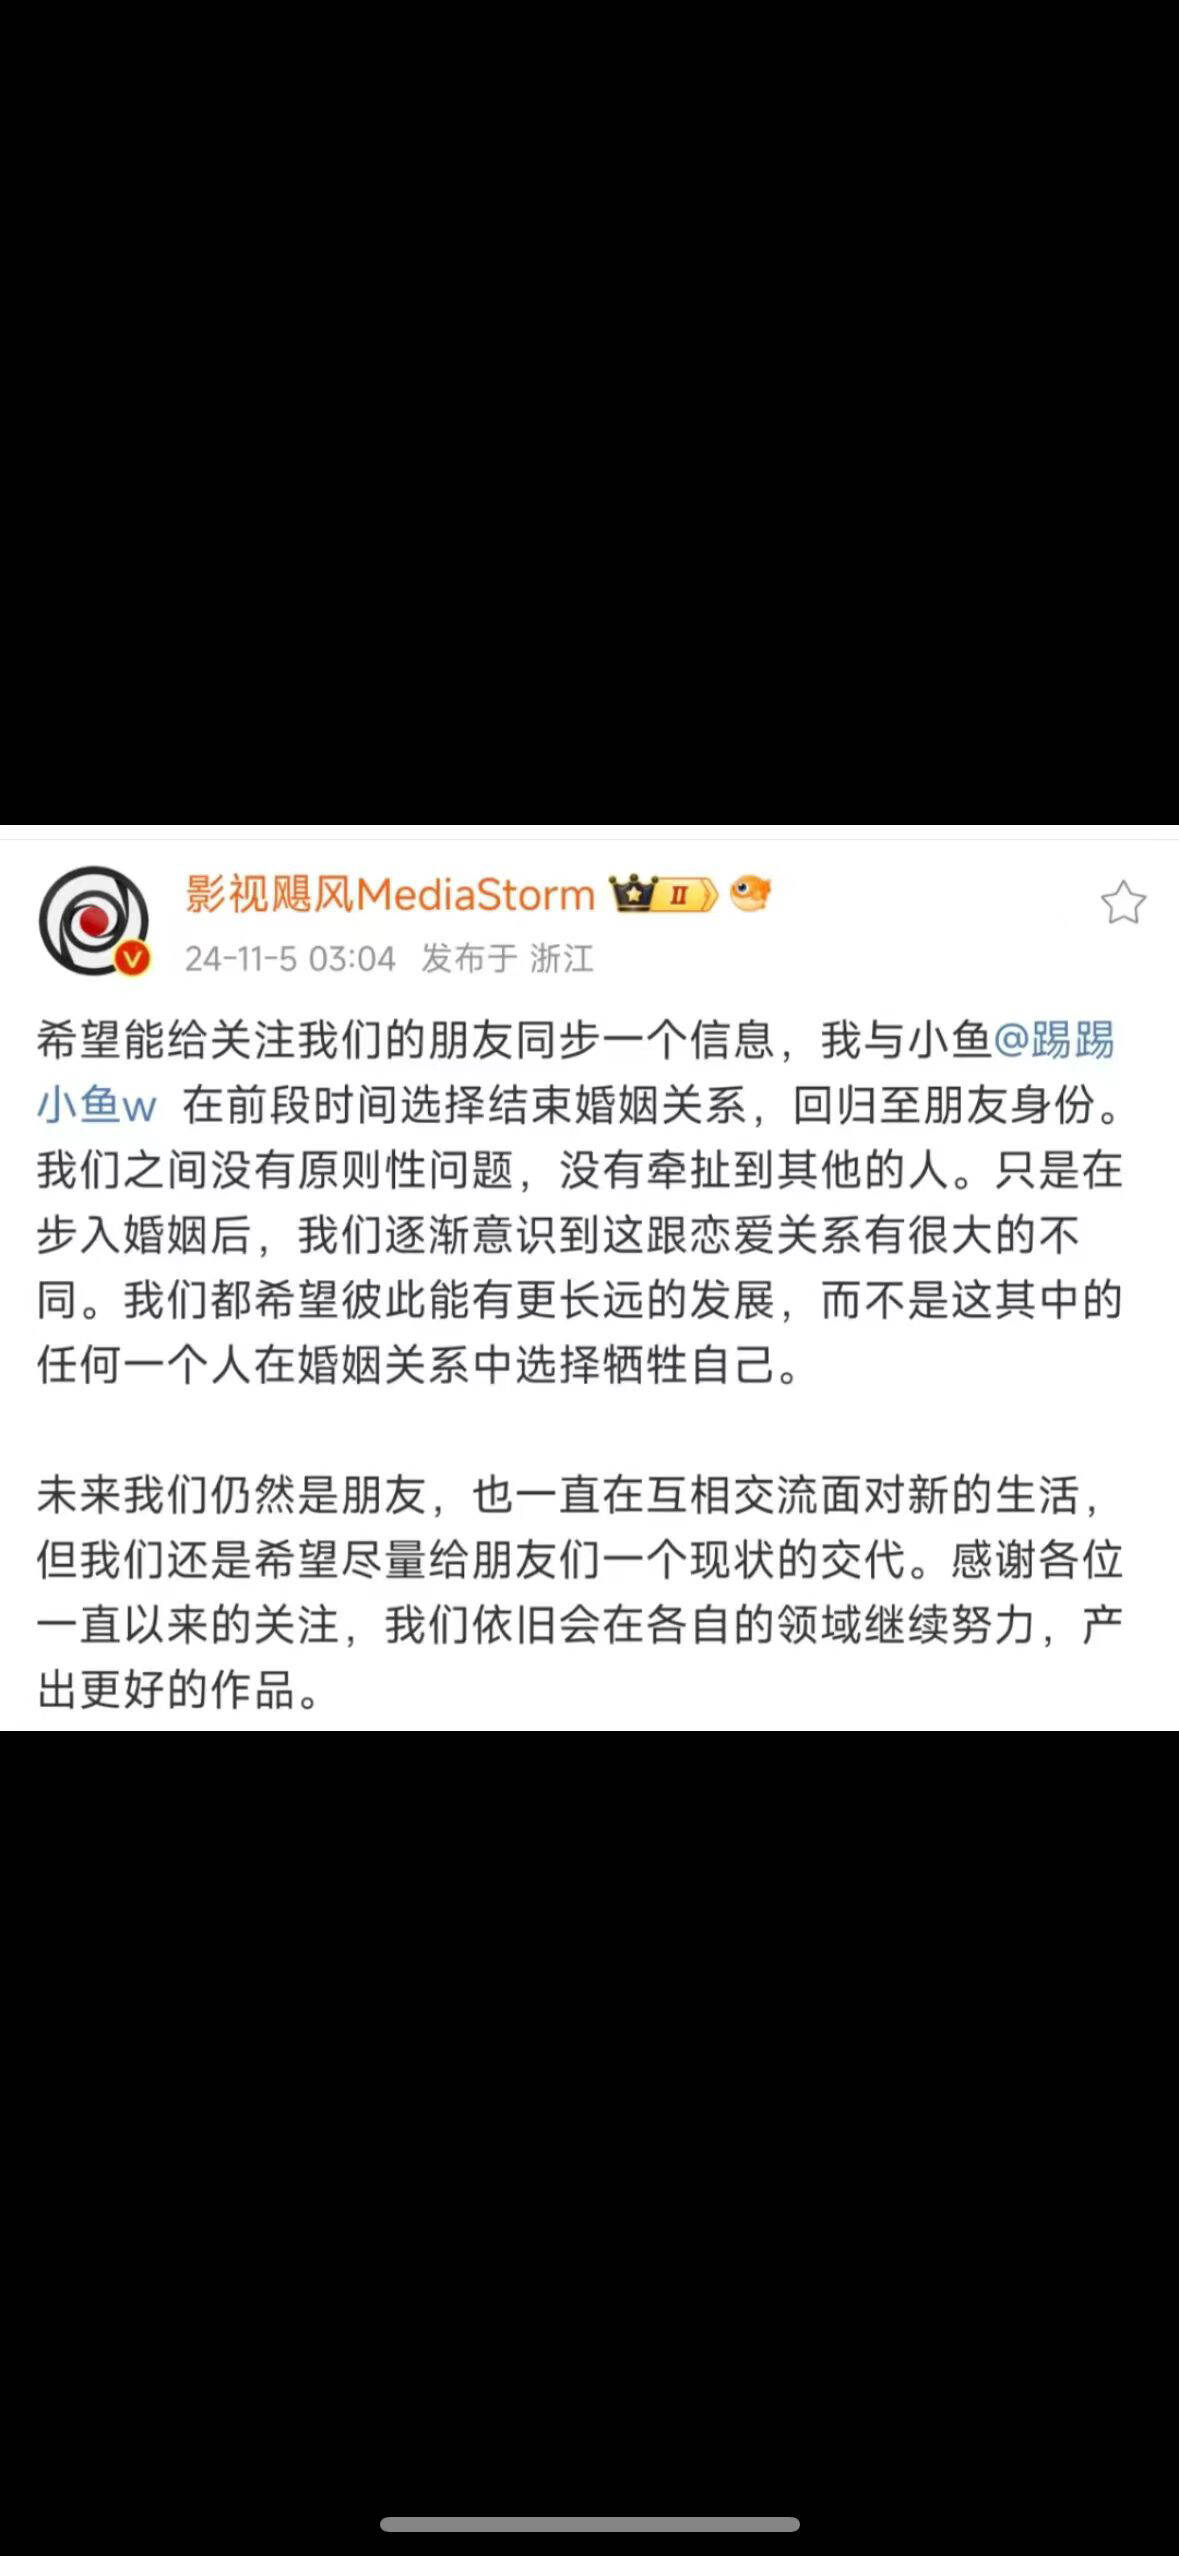 影视飓风MediaStorm II
24-11-5 03:04 发布于 浙江
希望能给关注我们的朋友同步一个信息，我与小鱼@踢踢
小鱼w 在前段时间选择结束婚姻关系，回归至朋友身份。
我们之间没有原则性问题，没有牵扯到其他的人。只是在
步入婚姻后，我们逐渐意识到这跟恋爱关系有很大的不
同。我们都希望彼此能有更长远的发展，而不是这其中的
任何一个人在婚姻关系中选择牺牲自己。
未来我们仍然是朋友，也一直在互相交流面对新的生活，
但我们还是希望尽量给朋友们一个现状的交代。感谢各位
一直以来的关注，我们依旧会在各自的领域继续努力，产
出更好的作品。